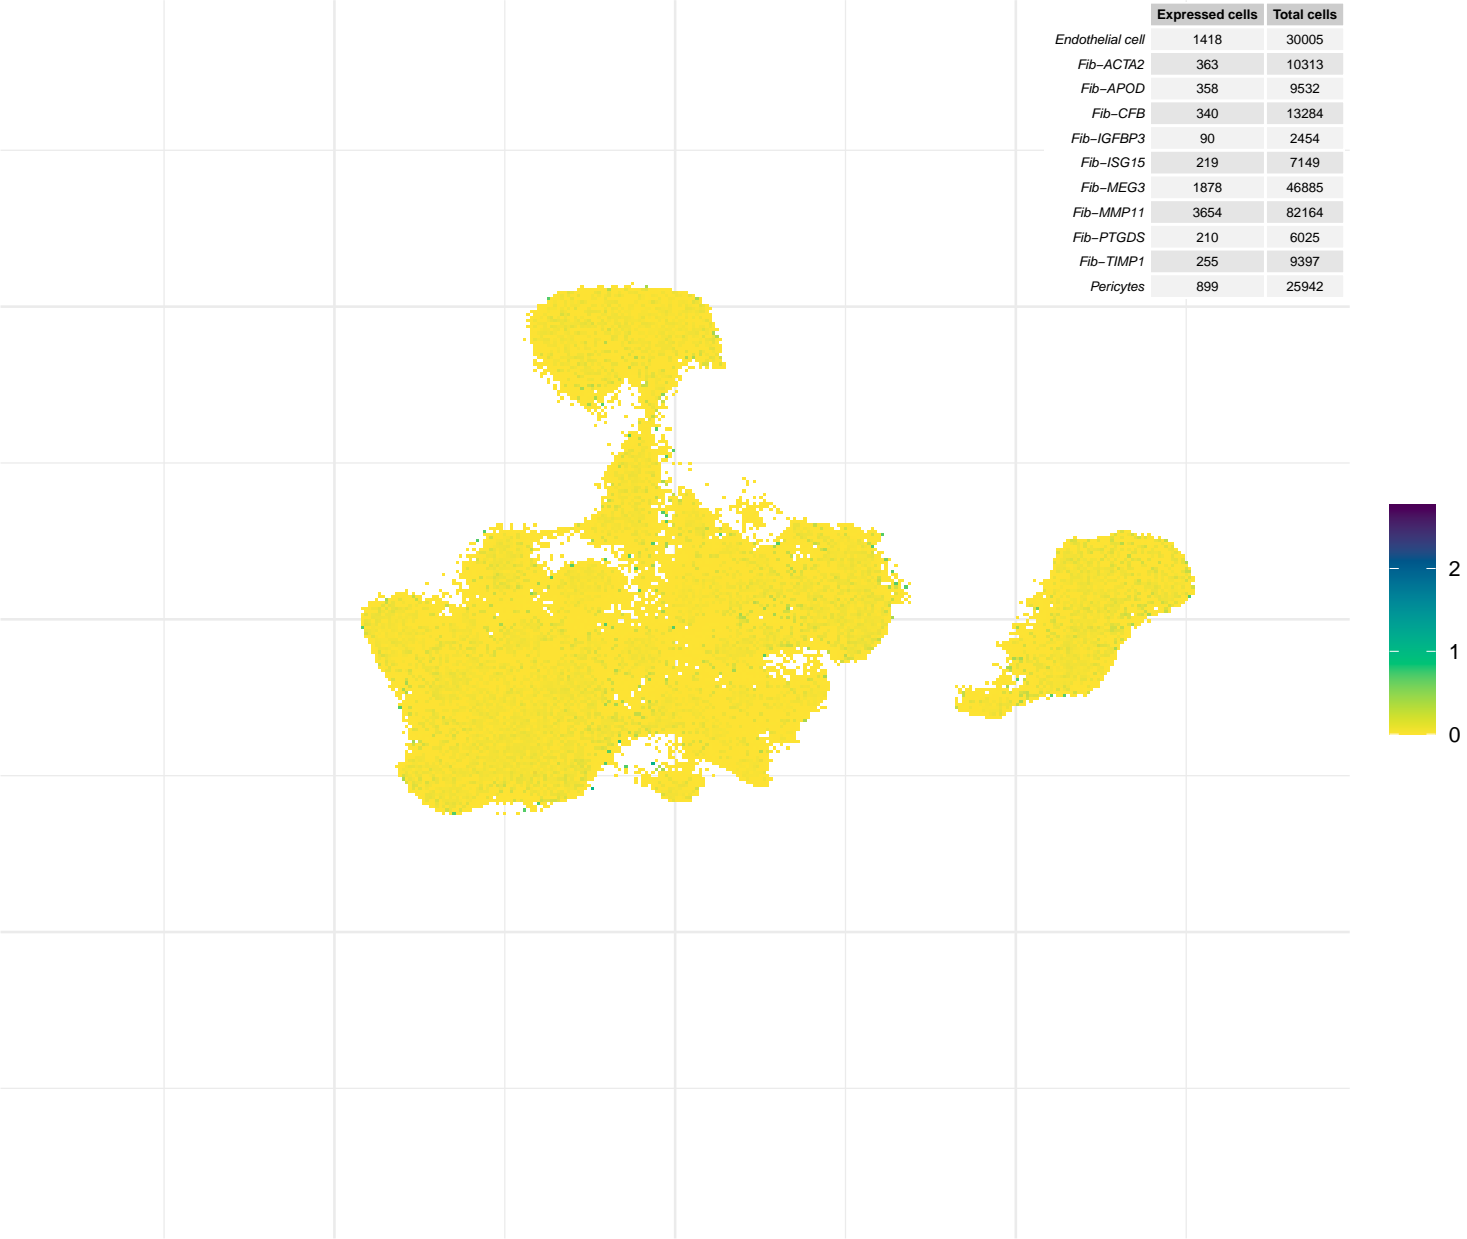 Expressed cells Total cells
Endothelial cell 1418 30005
Fib−ACTA2 363 10313
Fib−APOD 358 9532
Fib−CFB 340 13284
Fib−IGFBP3 90 2454
Fib−ISG15 219 7149
Fib−MEG3 1878 46885
Fib−MMP11 3654 82164
Fib−PTGDS 210 6025
Fib−TIMP1 255 9397
Pericytes 899 25942
2
1
0